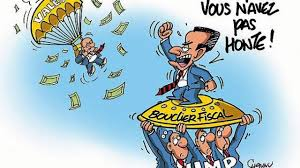 VOUS N'AVEZ
PAS
HONTE !
BOUCLIER FISCAL
UMP